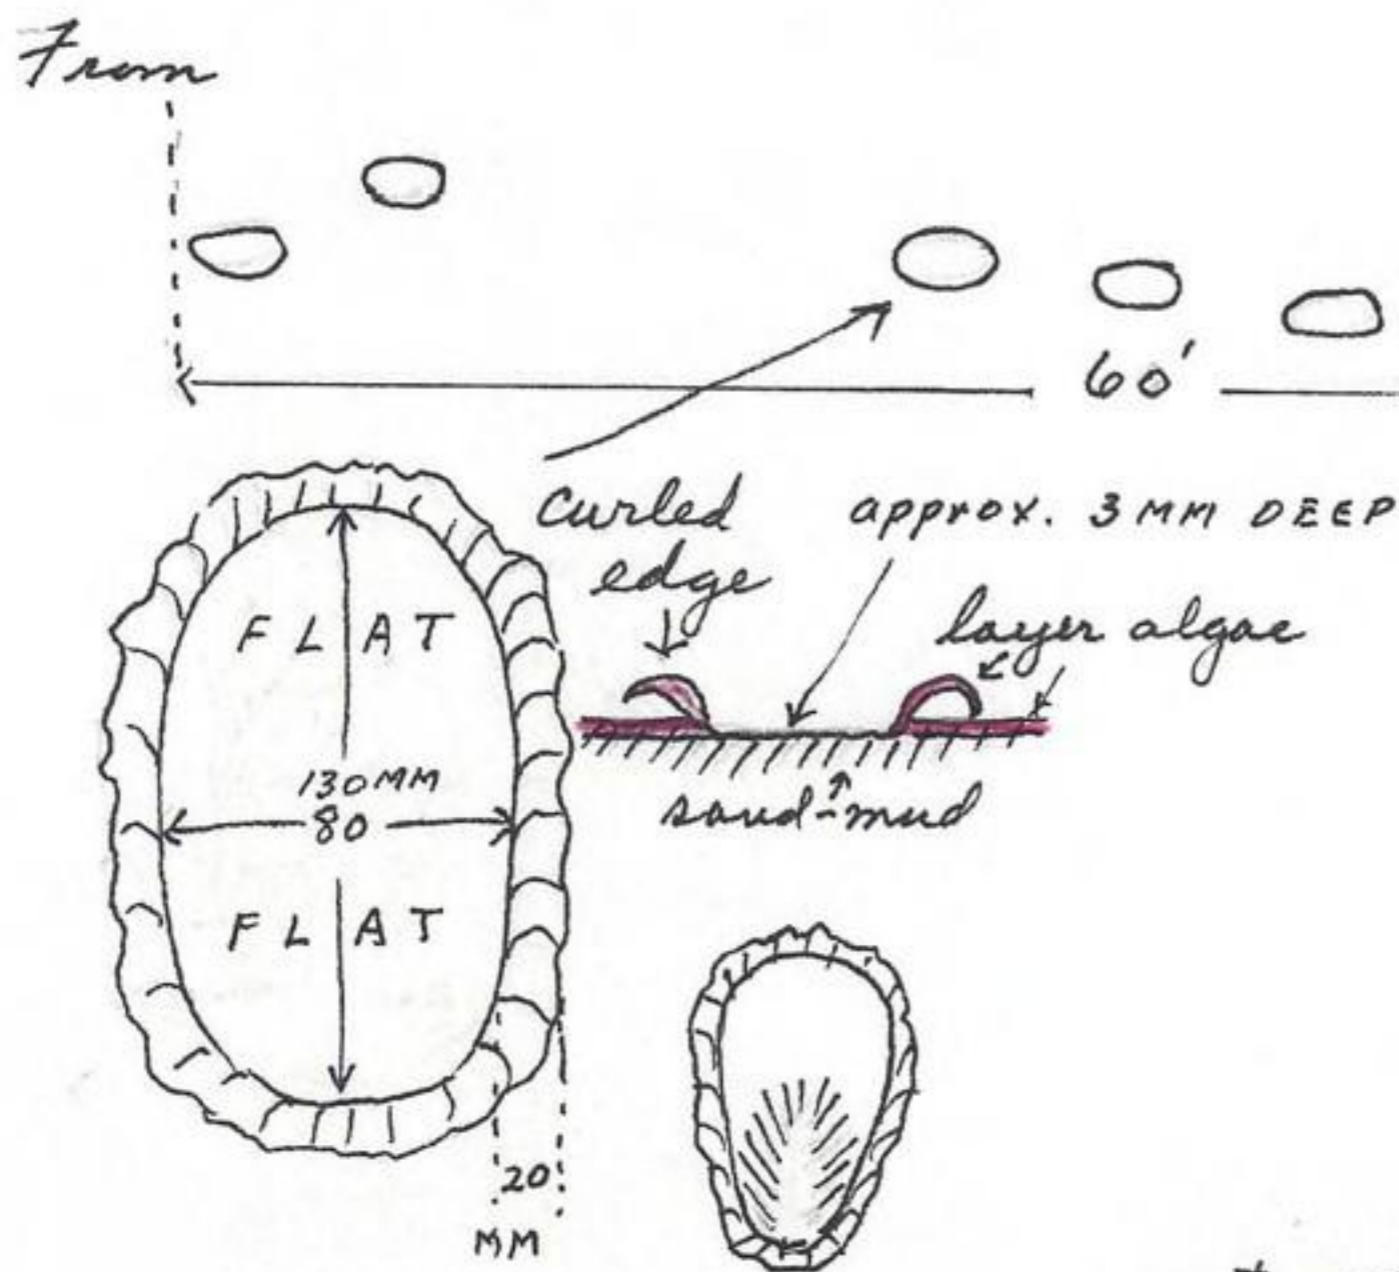 From
60'
curled
edge
approx. 3 MM DEEP
layer algae
FLAT
130MM
80
FLAT
sand-mud
20
MM